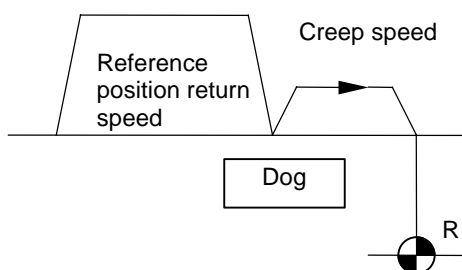 Creep speed
Reference
position return
speed
Dog
R